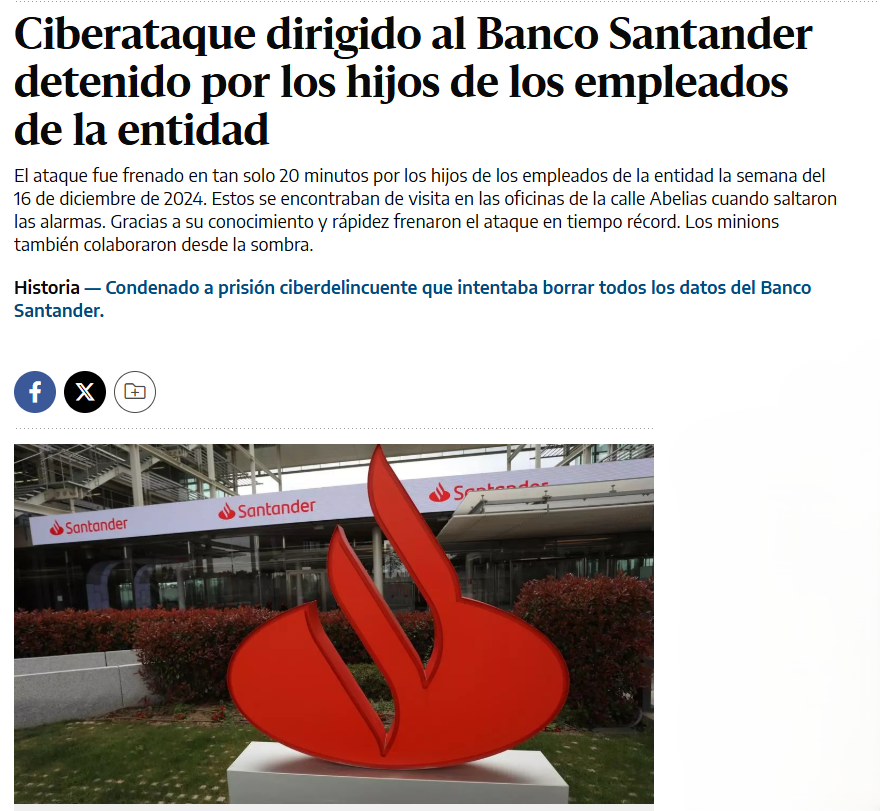 Ciberataque dirigido al Banco Santander
detenido por los hijos de los empleados
de la entidad
El ataque fue frenado en tan solo 20 minutos por los hijos de los empleados de la entidad la semana del
16 de diciembre de 2024. Estos se encontraban de visita en las oficinas de la calle Abelias cuando saltaron
las alarmas. Gracias a su conocimiento y rápidez frenaron el ataque en tiempo récord. Los minions
también colaboraron desde la sombra.
Historia — Condenado a prisión ciberdelincuente que intentaba borrar todos los datos del Banco
Santander.
Santander
Santander
Santander